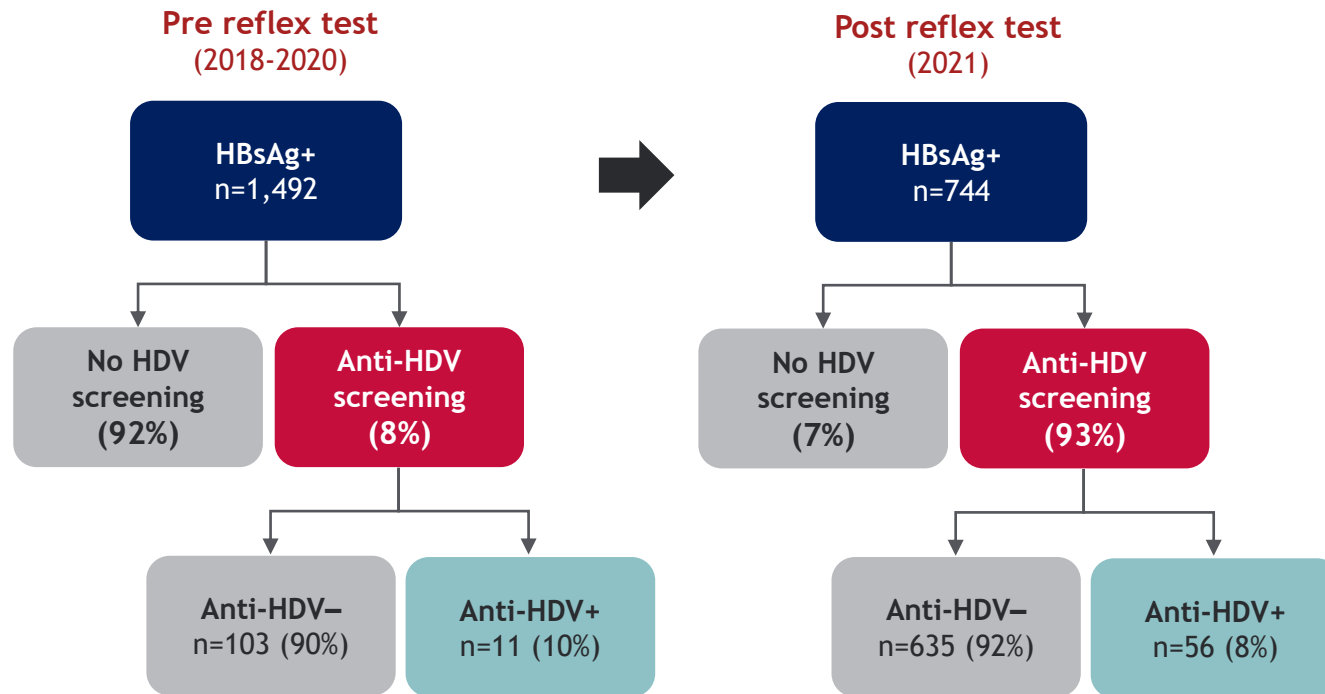 Pre reflex test
(2018-2020)
HBsAg+
n=1,492
No HDV
screening
(92%)
Anti-HDV
screening
(8%)
Anti-HDV–
n=103 (90%)
Anti-HDV+
n=11 (10%)
Post reflex test
(2021)
HBsAg+
n=744
No HDV
screening
(7%)
Anti-HDV
screening
(93%)
Anti-HDV–
n=635 (92%)
Anti-HDV+
n=56 (8%)